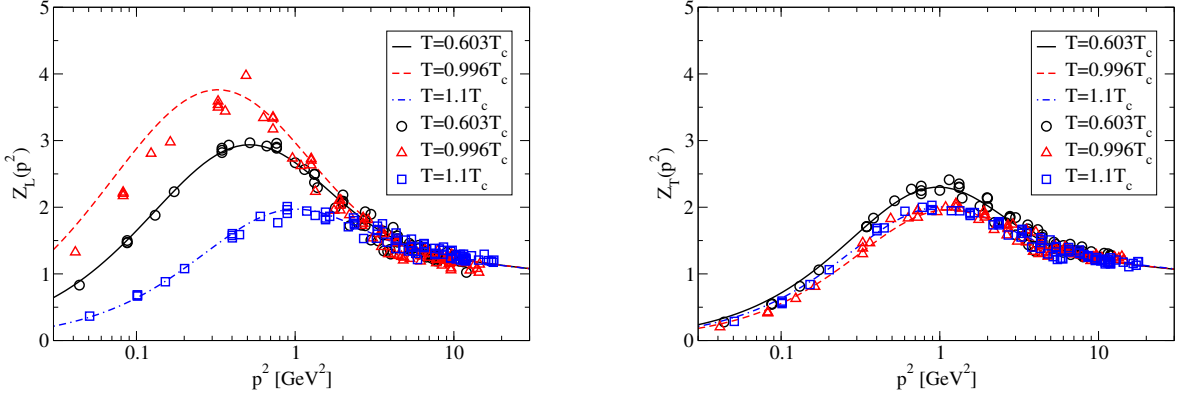 5
4
3
2
1
0
Z_L(p^2)
0.1
1
10
p^2 [GeV^2]
T=0.603T_c
T=0.996T_c
T=1.1T_c
T=0.603T_c
T=0.996T_c
T=1.1T_c
5
4
3
2
1
0
Z_T(p^2)
0.1
1
10
p^2 [GeV^2]
T=0.603T_c
T=0.996T_c
T=1.1T_c
T=0.603T_c
T=0.996T_c
T=1.1T_c